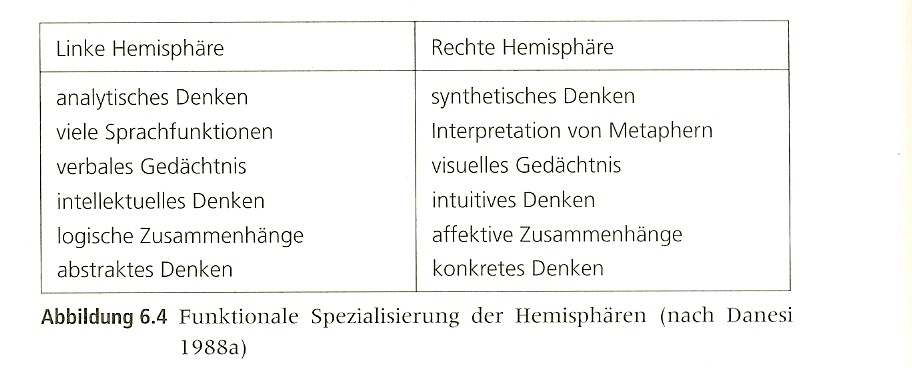 Linke Hemisphäre Rechte Hemisphäre
analytisches Denken synthetisches Denken
viele Sprachfunktionen Interpretation von Metaphern
verbales Gedächtnis visuelles Gedächtnis
intellektuelles Denken intuitives Denken
logische Zusammenhänge affektive Zusammenhänge
abstraktes Denken konkretes Denken
Abbildung 6.4 Funktionale Spezialisierung der Hemisphären (nach Danesi
1988a)